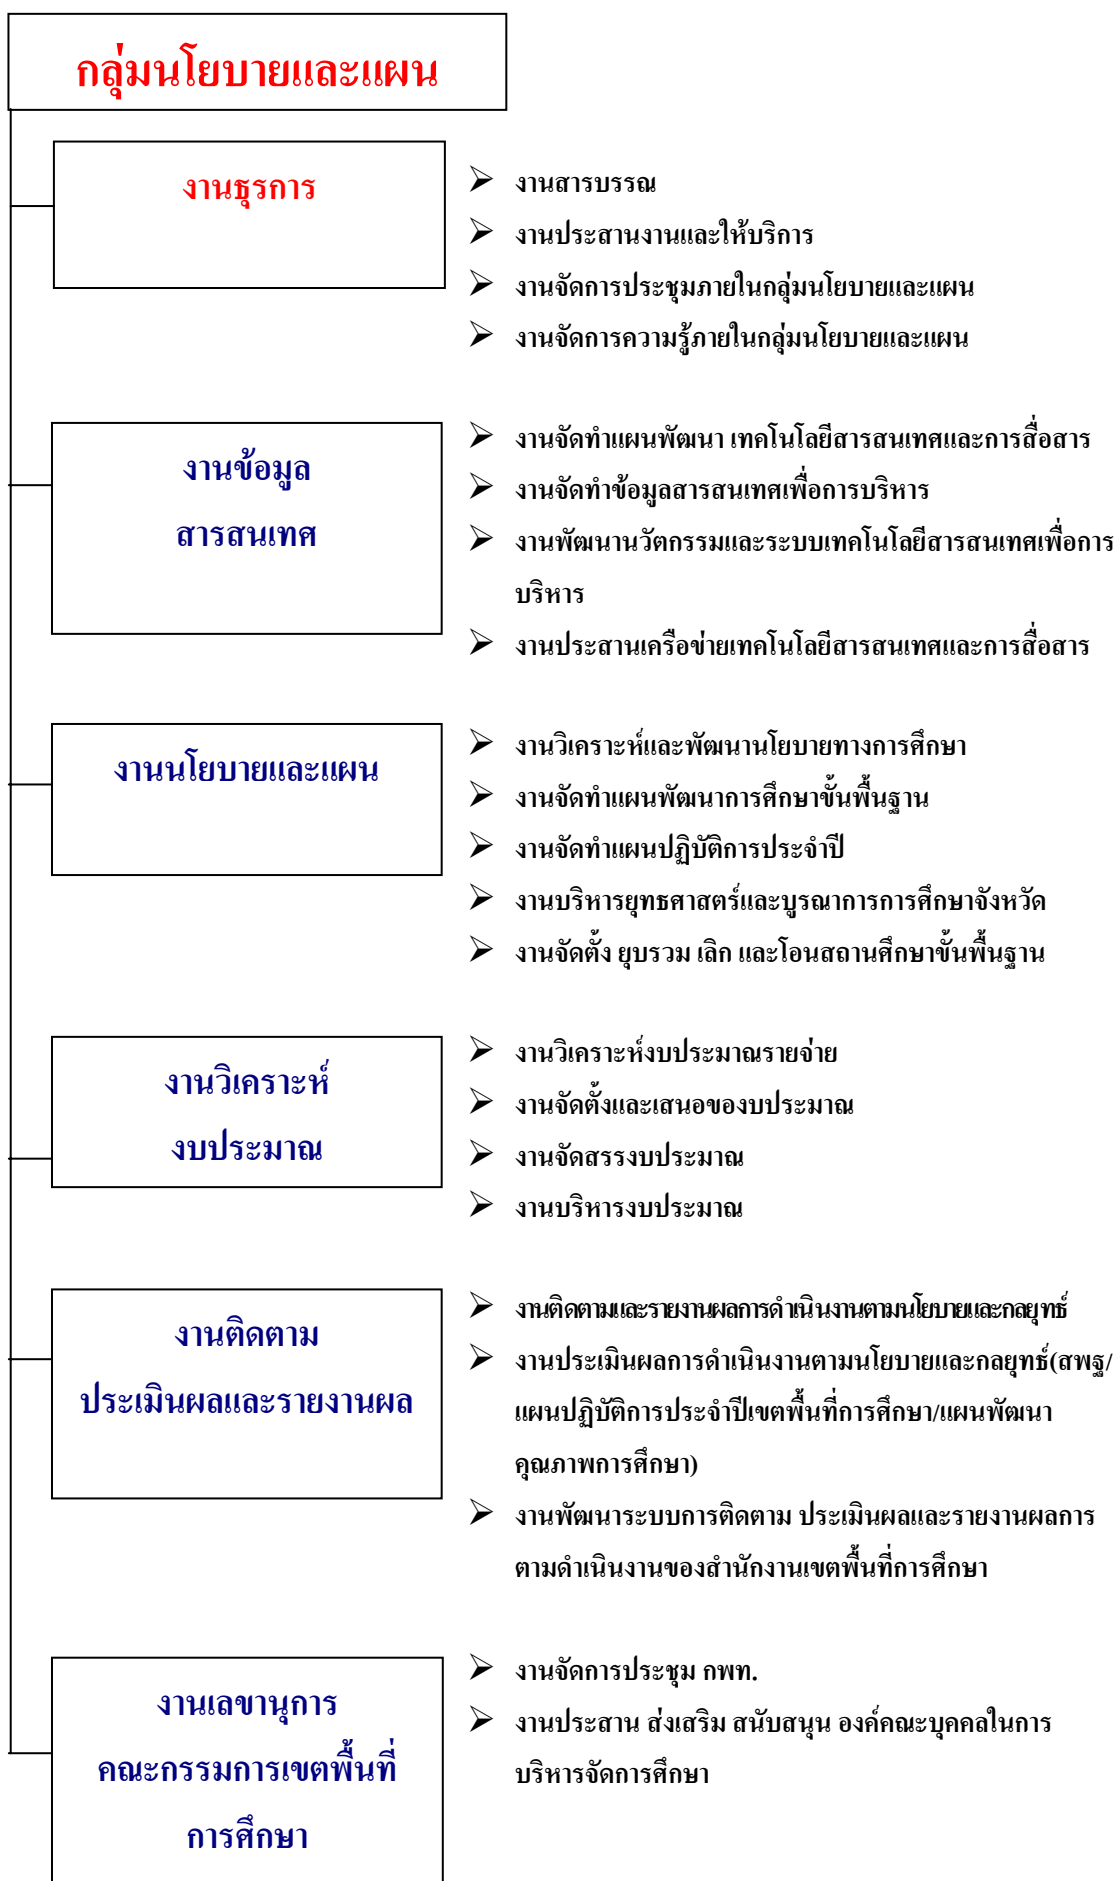 กลุ่มนโยบายและแผน
งานธุรการ
➢ งานสารบรรณ
➢ งานประสานงานและให้บริการ
➢ งานจัดการประชุมภายในกลุ่มนโยบายและแผน
➢ งานจัดการความรู้ภายในกลุ่มนโยบายและแผน
งานข้อมูล
สารสนเทศ
➢ งานจัดทำแผนพัฒนา เทคโนโลยีสารสนเทศและการสื่อสาร
➢ งานจัดทำข้อมูลสารสนเทศเพื่อการบริหาร
➢ งานพัฒนานวัตกรรมและระบบเทคโนโลยีสารสนเทศเพื่อการ
บริหาร
➢ งานประสานเครือข่ายเทคโนโลยีสารสนเทศและการสื่อสาร
งานนโยบายและแผน
➢ งานวิเคราะห์และพัฒนานโยบายทางการศึกษา
➢ งานจัดทำแผนพัฒนาการศึกษาขั้นพื้นฐาน
➢ งานจัดทำแผนปฏิบัติการประจำปี
➢ งานบริหารยุทธศาสตร์และบูรณาการการศึกษาจังหวัด
➢ งานจัดตั้ง ยุบรวม เลิก และโอนสถานศึกษาขั้นพื้นฐาน
งานวิเคราะห์
งบประมาณ
➢ งานวิเคราะห์งบประมาณรายจ่าย
➢ งานจัดตั้งและเสนอของบประมาณ
➢ งานจัดสรรงบประมาณ
➢ งานบริหารงบประมาณ
งานติดตาม
ประเมินผลและรายงานผล
➢ งานติดตามและรายงานผลการดำเนินงานตามนโยบายและกลยุทธ์
➢ งานประเมินผลการดำเนินงานตามนโยบายและกลยุทธ์(สพฐ/
แผนปฏิบัติการประจำปีเขตพื้นที่การศึกษา/แผนพัฒนา
คุณภาพการศึกษา)
➢ งานพัฒนาระบบการติดตาม ประเมินผลและรายงานผลการ
ตามดำเนินงานของสำนักงานเขตพื้นที่การศึกษา
งานเลขานุการ
คณะกรรมการเขตพื้นที่
การศึกษา
➢ งานจัดการประชุม กพท.
➢ งานประสาน ส่งเสริม สนับสนุน องค์คณะบุคคลในการ
บริหารจัดการศึกษา